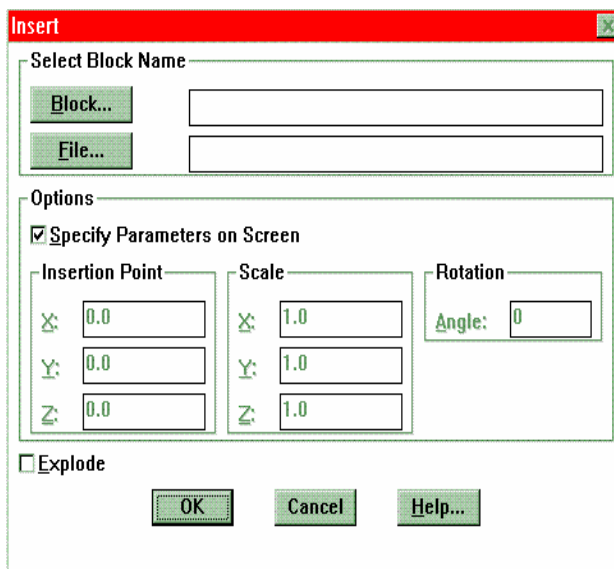 Insert
Select Block Name
Block...
File...
Options
Specify Parameters on Screen
Insertion Point Scale Rotation
X: 0.0 X: 1.0 Angle: 0
Y: 0.0 Y: 1.0
Z: 0.0 Z: 1.0
Explode
OK Cancel Help...